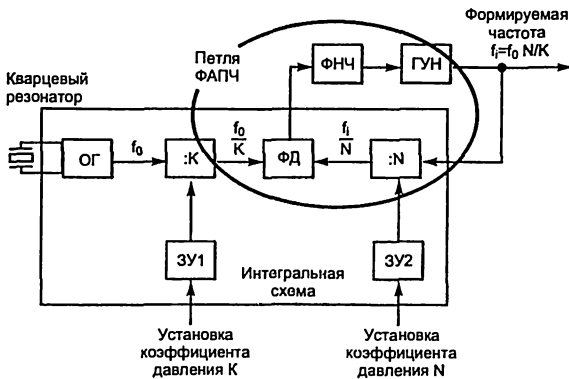 Формируемая
частота
fi=f0 N/K
Петля
ФАПЧ
ФНЧ
ГУН
Кварцевый
резонатор
ОГ
f0
:K
f0
K
ФД
fi
N
:N
ЗУ1
ЗУ2
Интегральная
схема
Установка
коэффициента
давления K
Установка
коэффициента
давления N